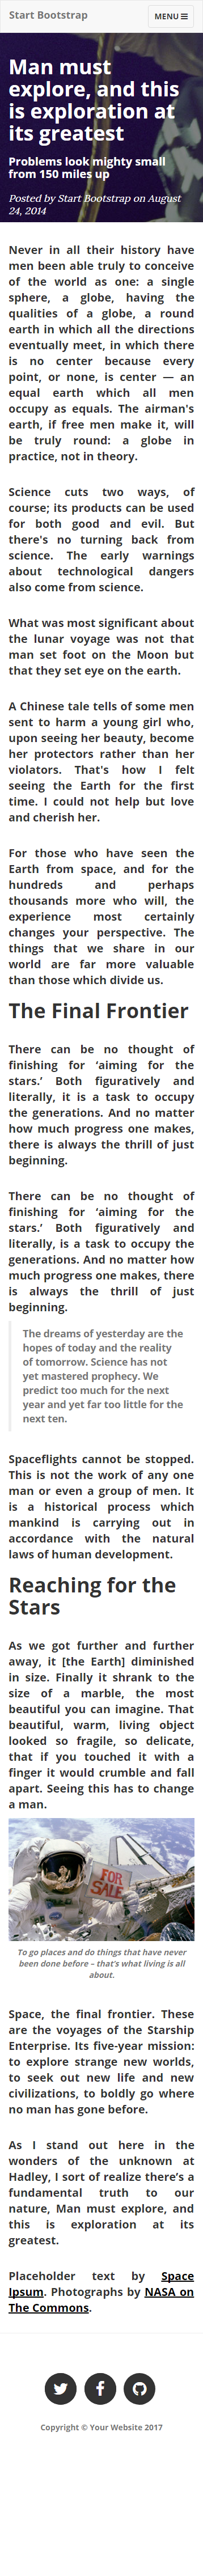 Start Bootstrap
MENU
Man must
explore, and this
is exploration at
its greatest
Problems look mighty small
from 150 miles up
Posted by Start Bootstrap on August
24, 2014
Never in all their history have
men been able truly to conceive
of the world as one: a single
sphere, a globe, having the
qualities of a globe, a round
earth in which all the directions
eventually meet, in which there
is no center because every
point, or none, is center — an
equal earth which all men
occupy as equals. The airman's
earth, if free men make it, will
be truly round: a globe in
practice, not in theory.
Science cuts two ways, of
course; its products can be used
for both good and evil. But
there's no turning back from
science. The early warnings
about technological dangers
also come from science.
What was most significant about
the lunar voyage was not that
man set foot on the Moon but
that they set eye on the earth.
A Chinese tale tells of some men
sent to harm a young girl who,
upon seeing her beauty, become
her protectors rather than her
violators. That's how I felt
seeing the Earth for the first
time. I could not help but love
and cherish her.
For those who have seen the
Earth from space, and for the
hundreds and perhaps
thousands more who will, the
experience most certainly
changes your perspective. The
things that we share in our
world are far more valuable
than those which divide us.
The Final Frontier
There can be no thought of
finishing for ‘aiming for the
stars.’ Both figuratively and
literally, it is a task to occupy
the generations. And no matter
how much progress one makes,
there is always the thrill of just
beginning.
There can be no thought of
finishing for ‘aiming for the
stars.’ Both figuratively and
literally, is a task to occupy the
generations. And no matter how
much progress one makes, there
is always the thrill of just
beginning.
The dreams of yesterday are the
hopes of today and the reality
of tomorrow. Science has not
yet mastered prophecy. We
predict too much for the next
year and yet far too little for the
next ten.
Spaceflights cannot be stopped.
This is not the work of any one
man or even a group of men. It
is a historical process which
mankind is carrying out in
accordance with the natural
laws of human development.
Reaching for the
Stars
As we got further and further
away, it [the Earth] diminished
in size. Finally it shrank to the
size of a marble, the most
beautiful you can imagine. That
beautiful, warm, living object
looked so fragile, so delicate,
that if you touched it with a
finger it would crumble and fall
apart. Seeing this has to change
a man.
FOR
SALE
To go places and do things that have never
been done before – that’s what living is all
about.
Space, the final frontier. These
are the voyages of the Starship
Enterprise. Its five-year mission:
to explore strange new worlds,
to seek out new life and new
civilizations, to boldly go where
no man has gone before.
As I stand out here in the
wonders of the unknown at
Hadley, I sort of realize there’s a
fundamental truth to our
nature, Man must explore, and
this is exploration at its
greatest.
Placeholder text by Space
Ipsum. Photographs by NASA on
The Commons.
Copyright © Your Website 2017